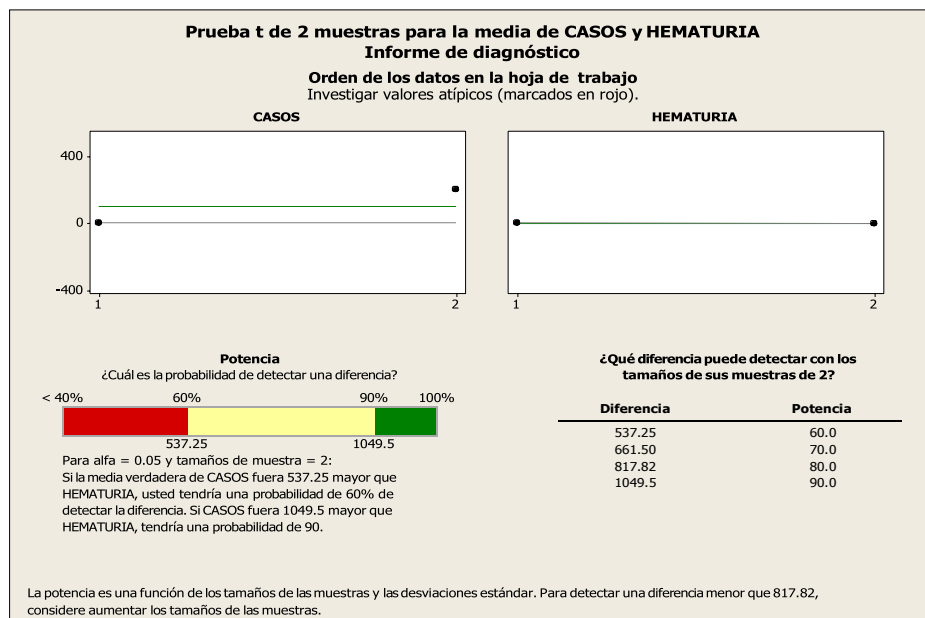 Prueba t de 2 muestras para la media de CASOS y HEMATURIA
Informe de diagnóstico
Orden de los datos en la hoja de trabajo
Investigar valores atípicos (marcados en rojo).
CASOS
HEMATURIA
400
0
-400
1
2
1
2
Potencia
¿Cuál es la probabilidad de detectar una diferencia?
< 40%
60%
90%
100%
537.25
1049.5
Para alfa = 0.05 y tamaños de muestra = 2:
Si la media verdadera de CASOS fuera 537.25 mayor que
HEMATURIA, usted tendría una probabilidad de 60% de
detectar la diferencia. Si CASOS fuera 1049.5 mayor que
HEMATURIA, tendría una probabilidad de 90.
¿Qué diferencia puede detectar con los
tamaños de sus muestras de 2?
Diferencia Potencia
537.25 60.0
661.50 70.0
817.82 80.0
1049.5 90.0
La potencia es una función de los tamaños de las muestras y las desviaciones estándar. Para detectar una diferencia menor que 817.82,
considere aumentar los tamaños de las muestras.